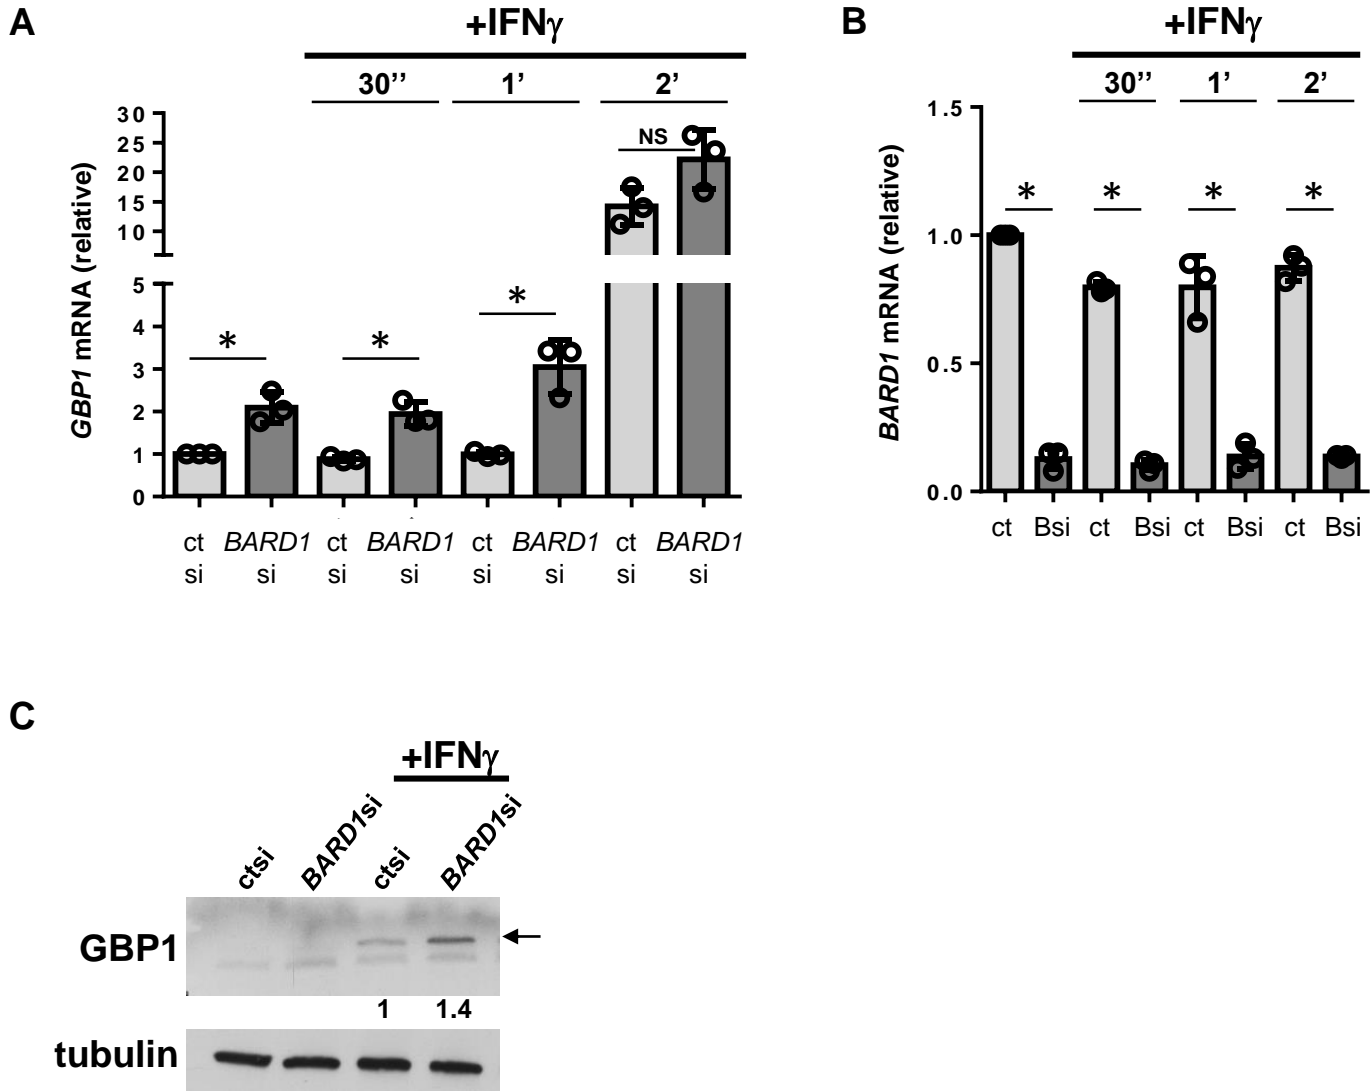 A
+IFNγ
30’’ 1’ 2’
GBP1 mRNA (relative)
30
25
20
15
10
5
4
3
2
1
0
* * * NS
ct BARD1 ct BARD1 ct BARD1 ct BARD1
si si si si si si si si
B
+IFNγ
30’’ 1’ 2’
BARD1 mRNA (relative)
1.5
1.0
0.5
0.0
* * * *
ct Bsi ct Bsi ct Bsi ct Bsi
C
+IFNγ
ctsi BARD1si ctsi BARD1si
GBP1
1 1.4
tubulin